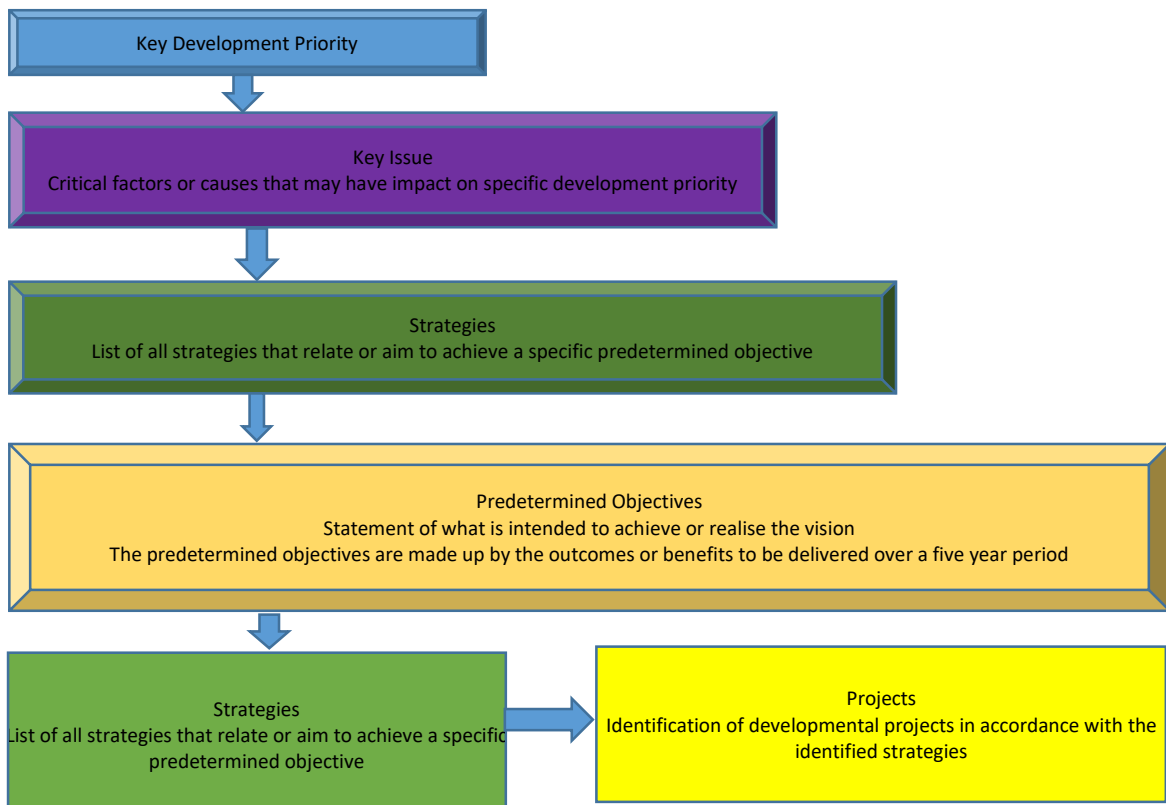 Key Development Priority
Key Issue
Critical factors or causes that may have impact on specific development priority
Strategies
List of all strategies that relate or aim to achieve a specific predetermined objective
Predetermined Objectives
Statement of what is intended to achieve or realise the vision
The predetermined objectives are made up by the outcomes or benefits to be delivered over a five year period
Strategies
List of all strategies that relate or aim to achieve a specific
predetermined objective
Projects
Identification of developmental projects in accordance with the
identified strategies